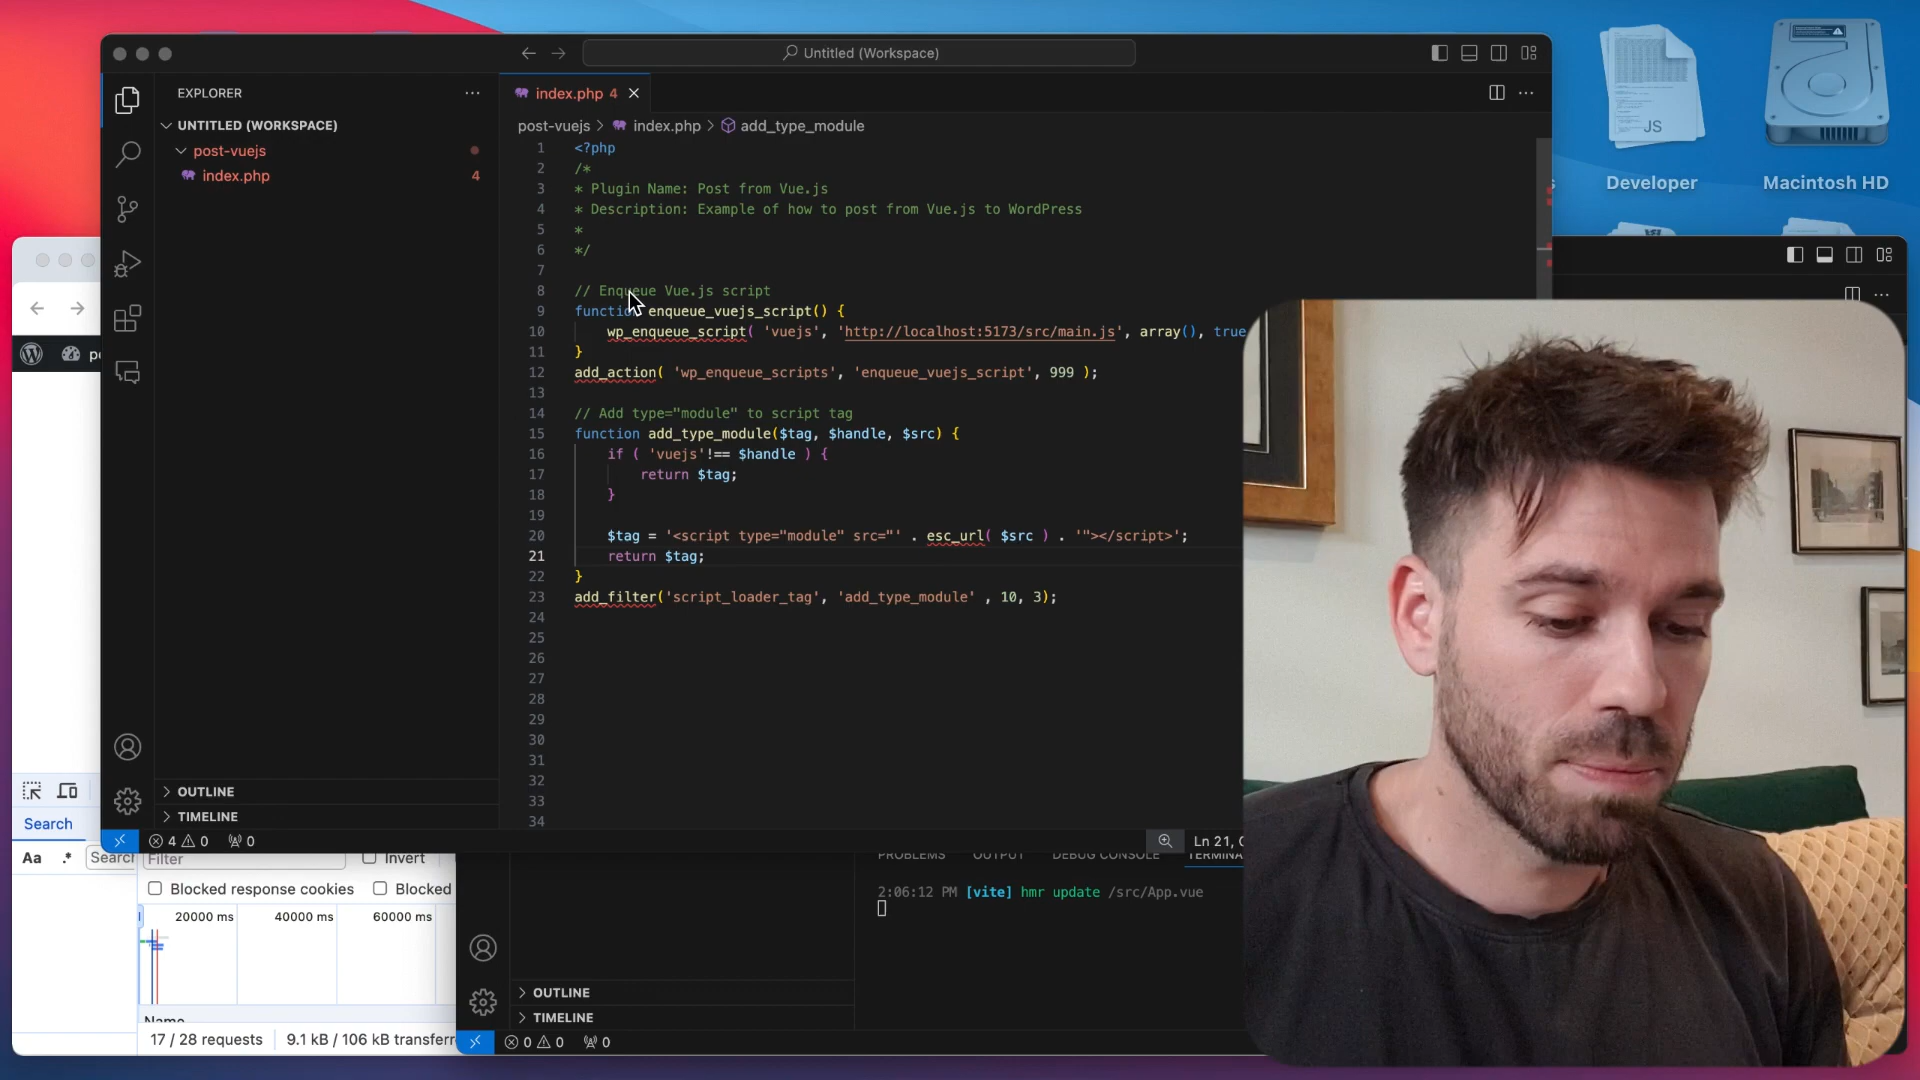 Untitled (Workspace)
EXPLORER
UNTITLED (WORKSPACE)
post-vuejs
index.php
4
index.php 4
post-vuejs > index.php > add_type_module
1 <?php
2 /*
3 * Plugin Name: Post from Vue.js
4 * Description: Example of how to post from Vue.js to WordPress
5 *
6 */
7
8 // Enqueue Vue.js script
9 function enqueue_vuejs_script() {
10 wp_enqueue_script( 'vuejs', 'http://localhost:5173/src/main.js', array(), true
11 }
12 add_action( 'wp_enqueue_scripts', 'enqueue_vuejs_script', 999 );
13
14 // Add type="module" to script tag
15 function add_type_module($tag, $handle, $src) {
16 if ( 'vuejs'!== $handle ) {
17 return $tag;
18 }
19
20 $tag = '<script type="module" src="' . esc_url( $src ) . '"></script>';
21 return $tag;
22 }
23 add_filter('script_loader_tag', 'add_type_module' , 10, 3);
24
25
26
27
28
29
30
31
32
33
34
OUTLINE
TIMELINE
4 0 0
Ln 21,
JS
Developer
Macintosh HD
Search
Aa .*
Filter
Invert
Blocked response cookies
Blocked
20000 ms
40000 ms
60000 ms
Name
17 / 28 requests
9.1 kB / 106 kB transferr
PROBLEMS
OUTPUT
DEBUG CONSOLE
TERMINA
2:06:12 PM [vite] hmr update /src/App.vue
OUTLINE
TIMELINE
0 0 0